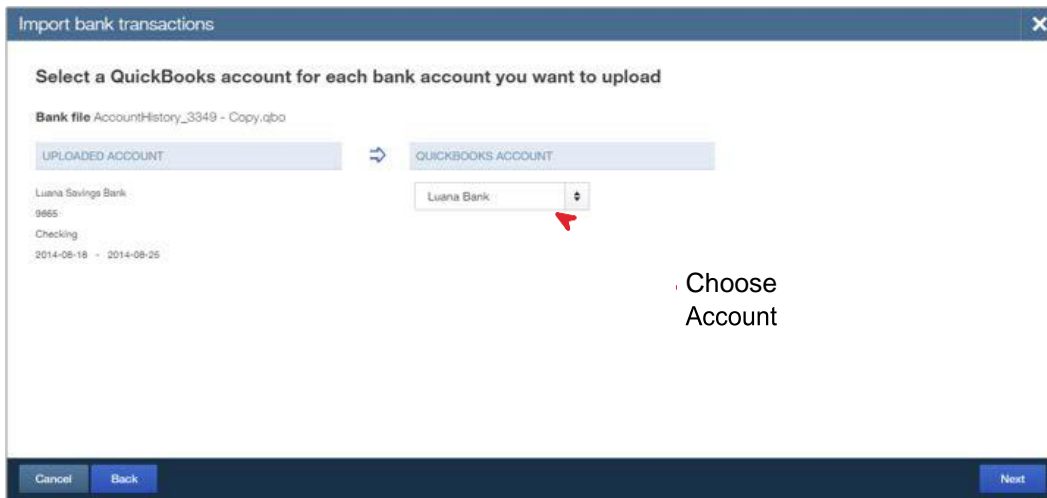 Import bank transactions
Select a QuickBooks account for each bank account you want to upload
Bank file AccountHistory_3349 - Copy.qbo
UPLOADED ACCOUNT
QUICKBOOKS ACCOUNT
Luana Savings Bank
9665
Checking
2014-08-18 - 2014-08-25
Luana Bank
Choose
Account
Cancel
Back
Next